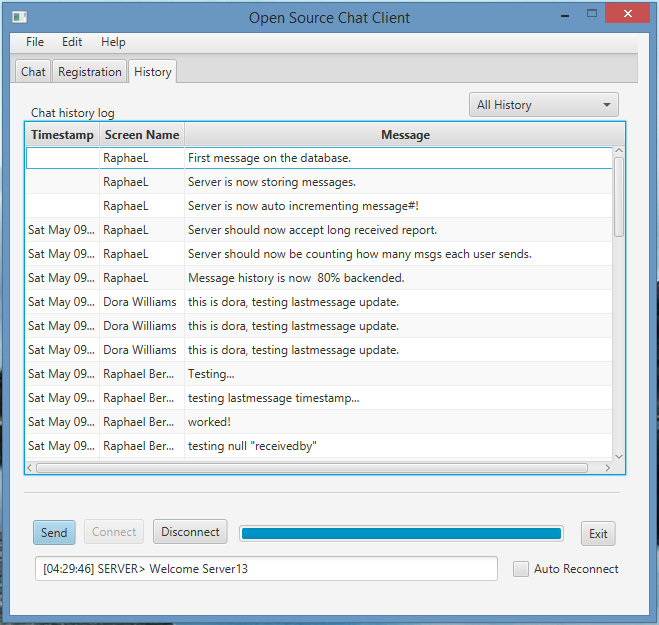 Open Source Chat Client
File Edit Help
Chat Registration History
Chat history log All History
Timestamp Screen Name Message
RaphaeL First message on the database.
RaphaeL Server is now storing messages.
RaphaeL Server is now auto incrementing message#!
Sat May 09... RaphaeL Server should now accept long received report.
Sat May 09... RaphaeL Server should now be counting how many msgs each user sends.
Sat May 09... RaphaeL Message history is now  80% backended.
Sat May 09... Dora Williams this is dora, testing lastmessage update.
Sat May 09... Dora Williams this is dora, testing lastmessage update.
Sat May 09... Dora Williams this is dora, testing lastmessage update.
Sat May 09... Raphael Ber... Testing...
Sat May 09... Raphael Ber... testing lastmessage timestamp...
Sat May 09... Raphael Ber... worked!
Sat May 09... Raphael Ber... testing null "receivedby"
Send Connect Disconnect Exit
[04:29:46] SERVER> Welcome Server13 Auto Reconnect